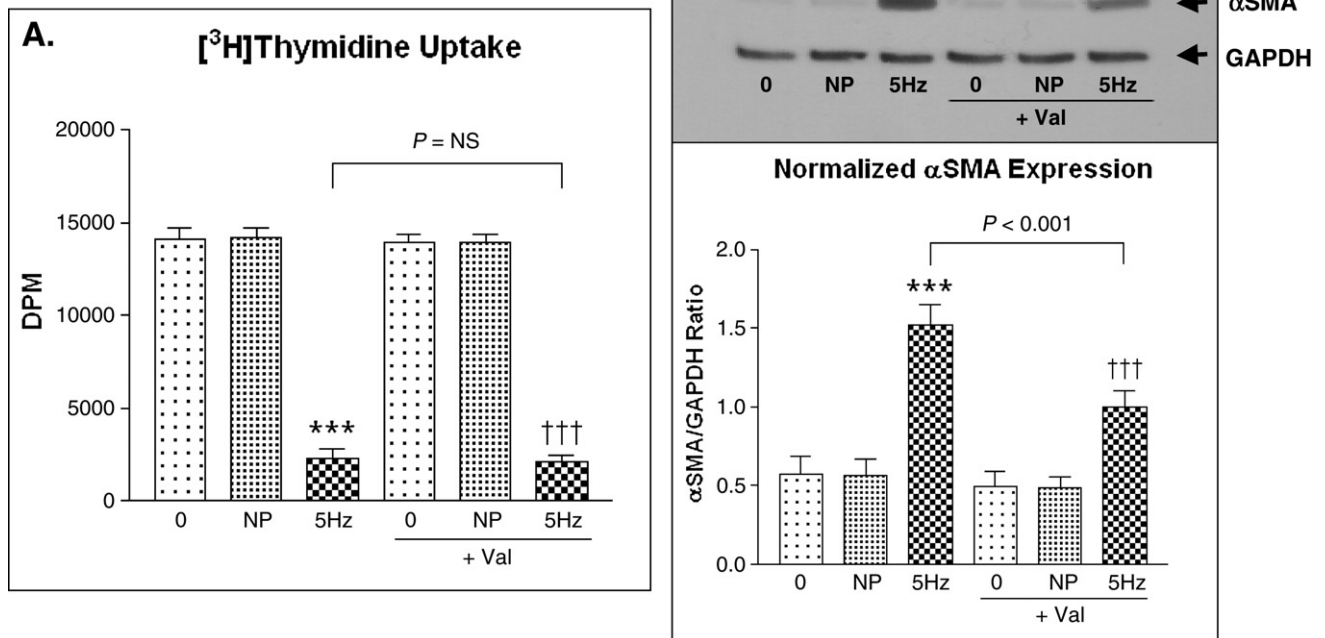 A.
[³H]Thymidine Uptake
P = NS
20000
15000
10000
5000
0
DPM
***
†††
0 NP 5Hz 0 NP 5Hz
+ Val
αSMA
GAPDH
0 NP 5Hz 0 NP 5Hz
+ Val
Normalized αSMA Expression
P < 0.001
2.0
1.5
1.0
0.5
0.0
αSMA/GAPDH Ratio
***
†††
0 NP 5Hz 0 NP 5Hz
+ Val